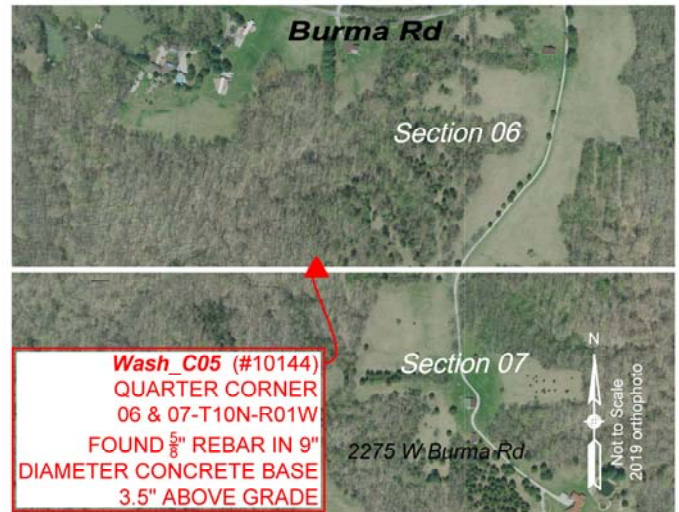 Burma Rd
Section 06
Wash_C05 (#10144)
QUARTER CORNER
06 & 07-T10N-R01W
FOUND ⅝" REBAR IN 9"
DIAMETER CONCRETE BASE
3.5" ABOVE GRADE
Section 07
2275 W Burma Rd
N
Not to Scale
2019 orthophoto